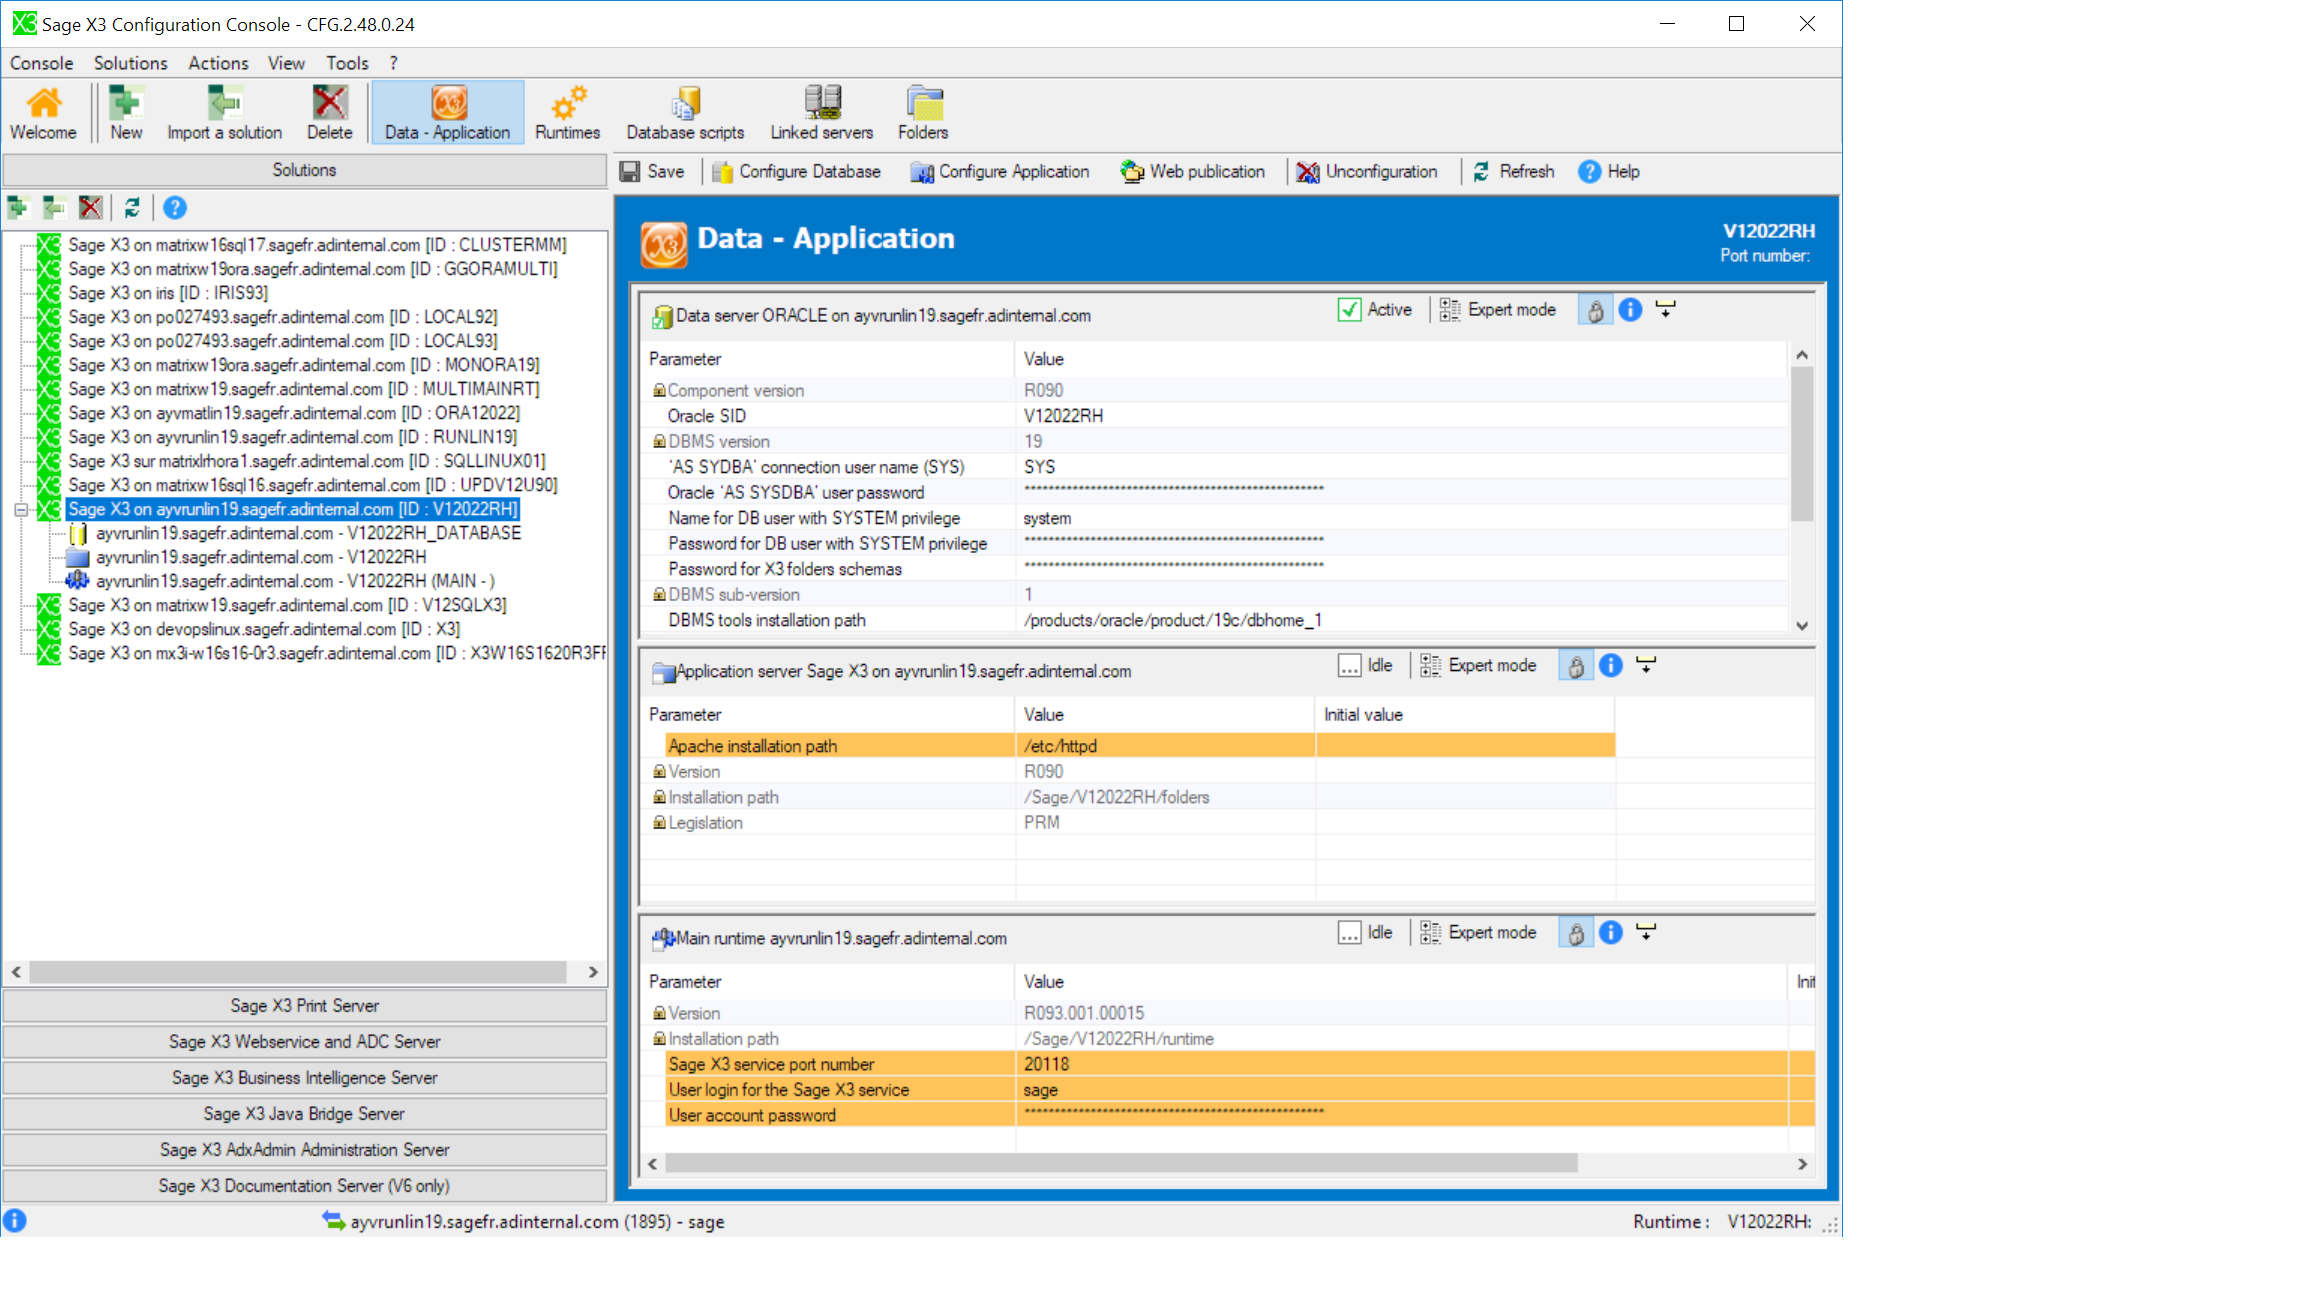 Sage X3 Configuration Console - CFG.2.48.0.24
Console Solutions Actions View Tools ?
Welcome New Import a solution Delete Data - Application Runtimes Database scripts Linked servers Folders
Solutions
Save Configure Database Configure Application Web publication Unconfiguration Refresh Help
Sage X3 on matrixw16sql17.sagefr.adinternal.com [ID : CLUSTERMM]
Sage X3 on matrixw19ora.sagefr.adinternal.com [ID : GGORAMULTI]
Sage X3 on iris [ID : IRIS93]
Sage X3 on po027493.sagefr.adinternal.com [ID : LOCAL92]
Sage X3 on po027493.sagefr.adinternal.com [ID : LOCAL93]
Sage X3 on matrixw19ora.sagefr.adinternal.com [ID : MONORA19]
Sage X3 on matrixw19.sagefr.adinternal.com [ID : MULTIMAINRT]
Sage X3 on ayvmatlin19.sagefr.adinternal.com [ID : ORA12022]
Sage X3 on ayvrunlin19.sagefr.adinternal.com [ID : RUNLIN19]
Sage X3 sur matrixlrhora1.sagefr.adinternal.com [ID : SQLLINUX01]
Sage X3 on matrixw16sql16.sagefr.adinternal.com [ID : UPDV12U90]
Sage X3 on ayvrunlin19.sagefr.adinternal.com [ID : V12022RH]
ayvrunlin19.sagefr.adinternal.com - V12022RH_DATABASE
ayvrunlin19.sagefr.adinternal.com - V12022RH
ayvrunlin19.sagefr.adinternal.com - V12022RH (MAIN - )
Sage X3 on matrixw19.sagefr.adinternal.com [ID : V12SQLX3]
Sage X3 on devopslinux.sagefr.adinternal.com [ID : X3]
Sage X3 on mx3i-w16s16-0r3.sagefr.adinternal.com [ID : X3W16S1620R3FF
Sage X3 Print Server
Sage X3 Webservice and ADC Server
Sage X3 Business Intelligence Server
Sage X3 Java Bridge Server
Sage X3 AdxAdmin Administration Server
Sage X3 Documentation Server (V6 only)
X3 Data - Application
V12022RH
Port number:
Data server ORACLE on ayvrunlin19.sagefr.adinternal.com Active Expert mode
Parameter Value
Component version R090
Oracle SID V12022RH
DBMS version 19
'AS SYDBA' connection user name (SYS) SYS
Oracle 'AS SYSDBA' user password **************************************************
Name for DB user with SYSTEM privilege system
Password for DB user with SYSTEM privilege **************************************************
Password for X3 folders schemas **************************************************
DBMS sub-version 1
DBMS tools installation path /products/oracle/product/19c/dbhome_1
Application server Sage X3 on ayvrunlin19.sagefr.adinternal.com ... Idle Expert mode
Parameter Value Initial value
Apache installation path /etc/httpd
Version R090
Installation path /Sage/V12022RH/folders
Legislation PRM
Main runtime ayvrunlin19.sagefr.adinternal.com ... Idle Expert mode
Parameter Value Init
Version R093.001.00015
Installation path /Sage/V12022RH/runtime
Sage X3 service port number 20118
User login for the Sage X3 service sage
User account password **************************************************
ayvrunlin19.sagefr.adinternal.com (1895) - sage
Runtime : V12022RH: